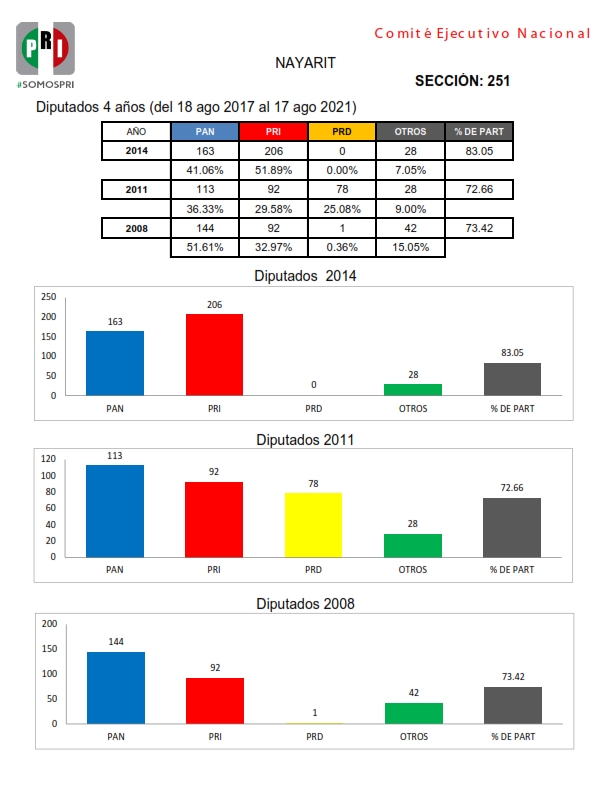 Comité Ejecutivo Nacional
PRI
#SOMOSPRI
NAYARIT
SECCIÓN: 251
Diputados 4 años (del 18 ago 2017 al 17 ago 2021)
AÑO PAN PRI PRD OTROS % DE PART
2014 163 206 0 28 83.05
41.06% 51.89% 0.00% 7.05%
2011 113 92 78 28 72.66
36.33% 29.58% 25.08% 9.00%
2008 144 92 1 42 73.42
51.61% 32.97% 0.36% 15.05%
Diputados 2014
250
200
150
100
50
0
163
206
0
28
83.05
PAN PRI PRD OTROS % DE PART
Diputados 2011
120
100
80
60
40
20
0
113
92
78
28
72.66
PAN PRI PRD OTROS % DE PART
Diputados 2008
200
150
100
50
0
144
92
1
42
73.42
PAN PRI PRD OTROS % DE PART